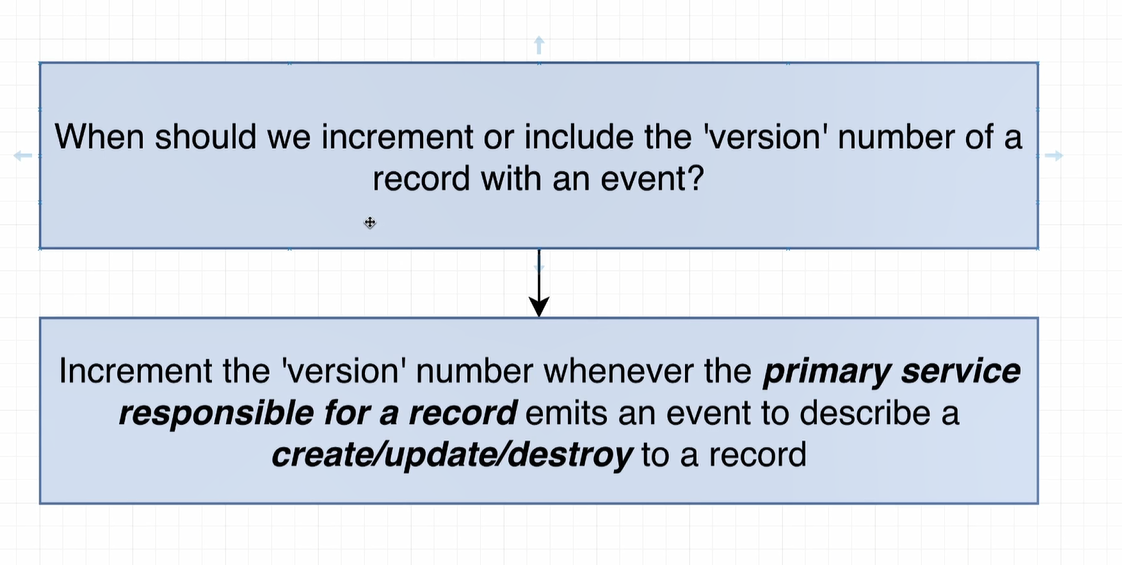 When should we increment or include the 'version' number of a
record with an event?
Increment the 'version' number whenever the primary service
responsible for a record emits an event to describe a
create/update/destroy to a record